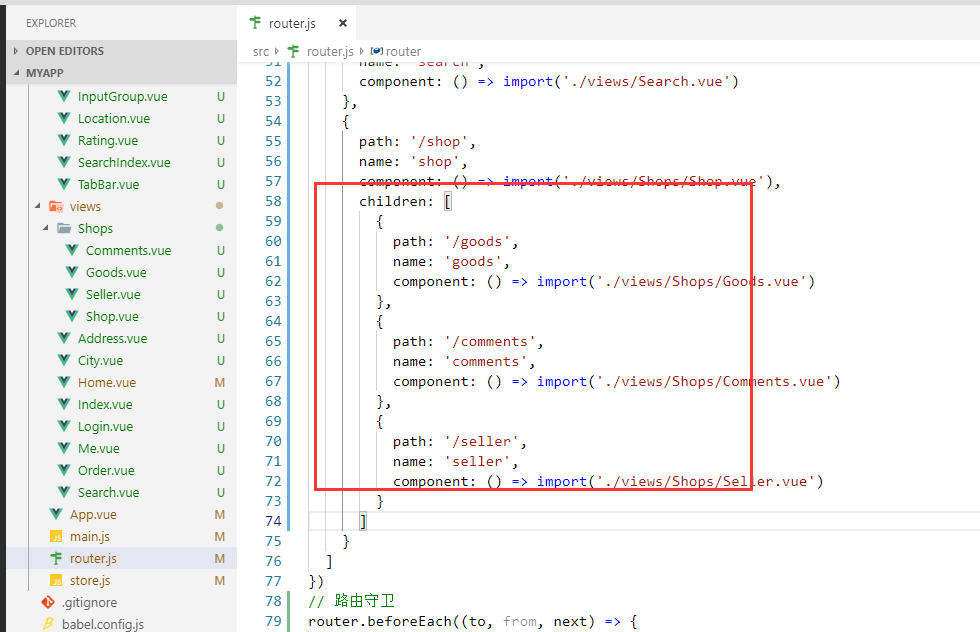 EXPLORER
OPEN EDITORS
MYAPP
InputGroup.vue U
Location.vue U
Rating.vue U
SearchIndex.vue U
TabBar.vue U
views
Shops
Comments.vue U
Goods.vue U
Seller.vue U
Shop.vue U
Address.vue U
City.vue U
Home.vue M
Index.vue U
Login.vue U
Me.vue U
Order.vue U
Search.vue U
App.vue M
JS main.js M
router.js M
JS store.js M
.gitignore
babel.config.js
router.js ×
src router.js router
51 name: 'search',
52 component: () => import('./views/Search.vue')
53 },
54 {
55 path: '/shop',
56 name: 'shop',
57 component: () => import('./views/Shops/Shop.vue'),
58 children: [
59 {
60 path: '/goods',
61 name: 'goods',
62 component: () => import('./views/Shops/Goods.vue')
63 },
64 {
65 path: '/comments',
66 name: 'comments',
67 component: () => import('./views/Shops/Comments.vue')
68 },
69 {
70 path: '/seller',
71 name: 'seller',
72 component: () => import('./views/Shops/Seller.vue')
73 }
74 ]
75 }
76 ]
77 })
78 // 路由守卫
79 router.beforeEach((to, from, next) => {